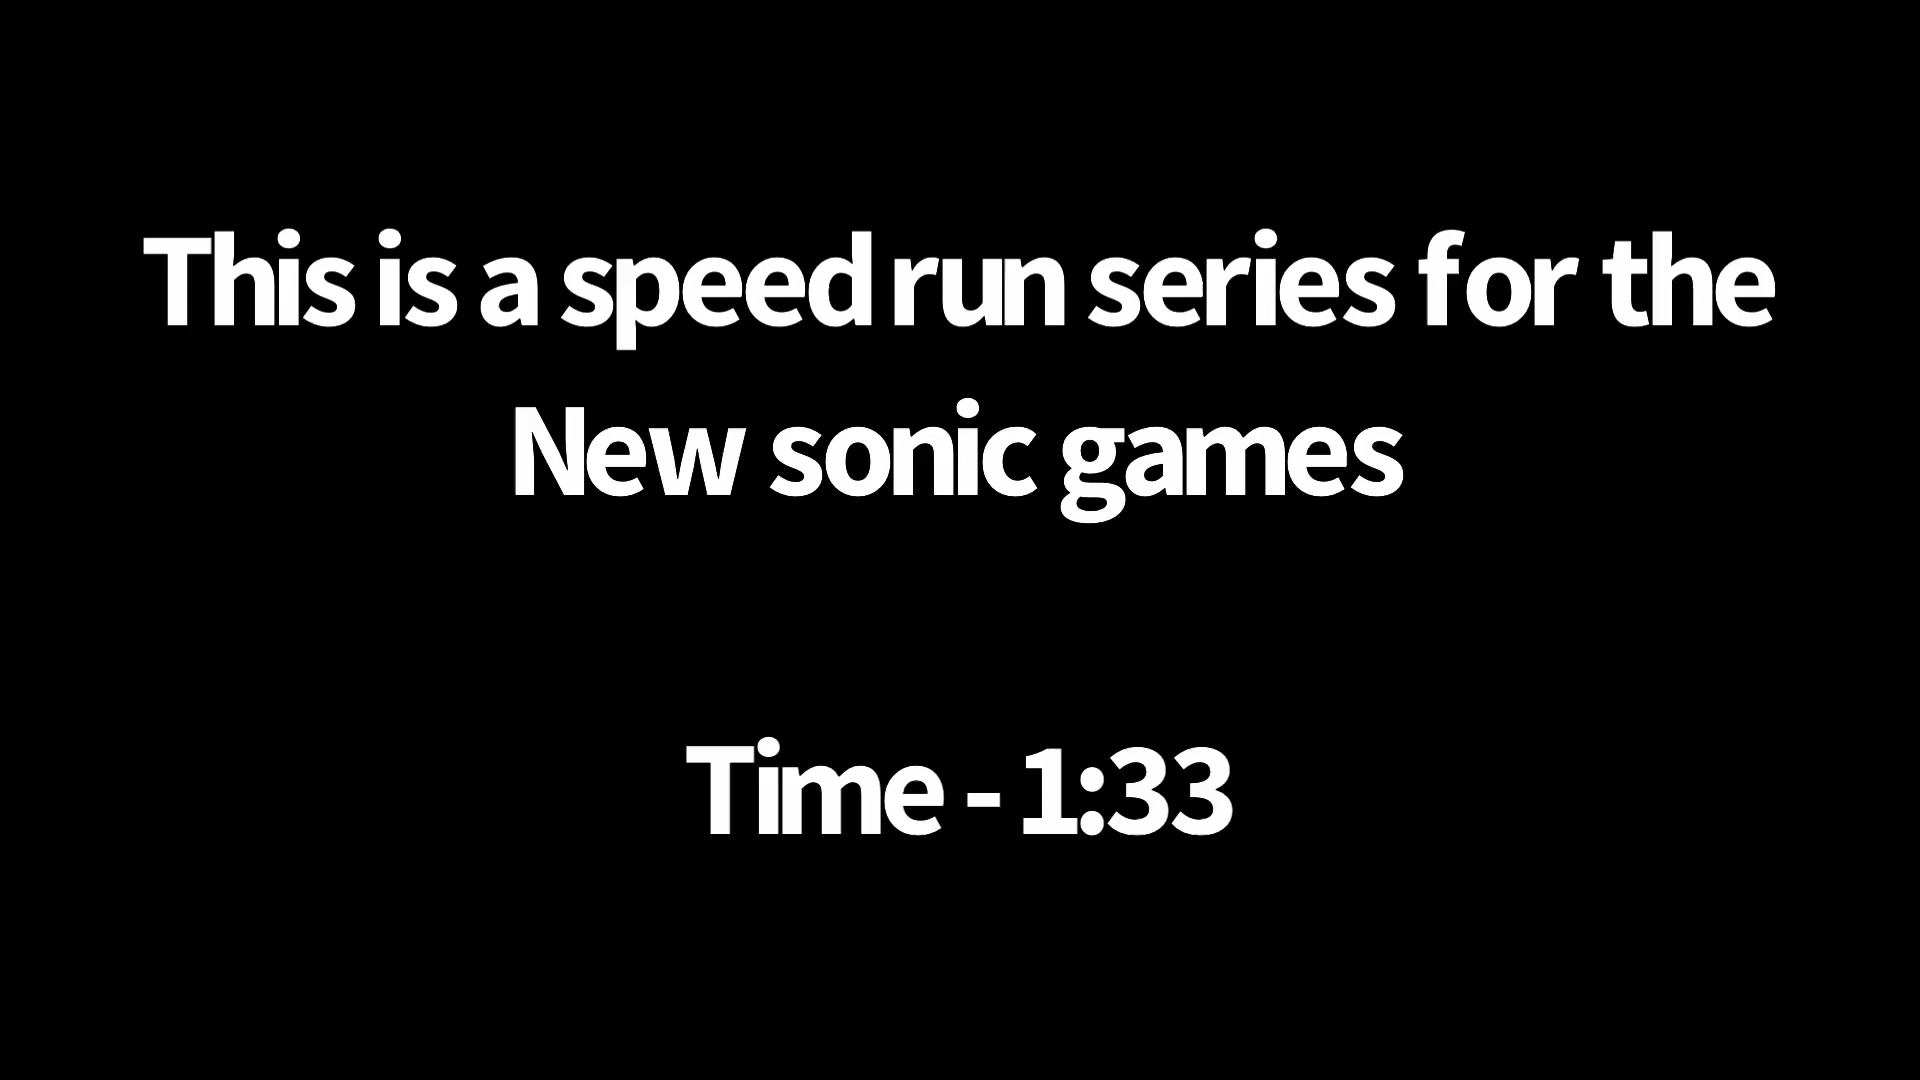 This is a speed run series for the
New sonic games
Time - 1:33